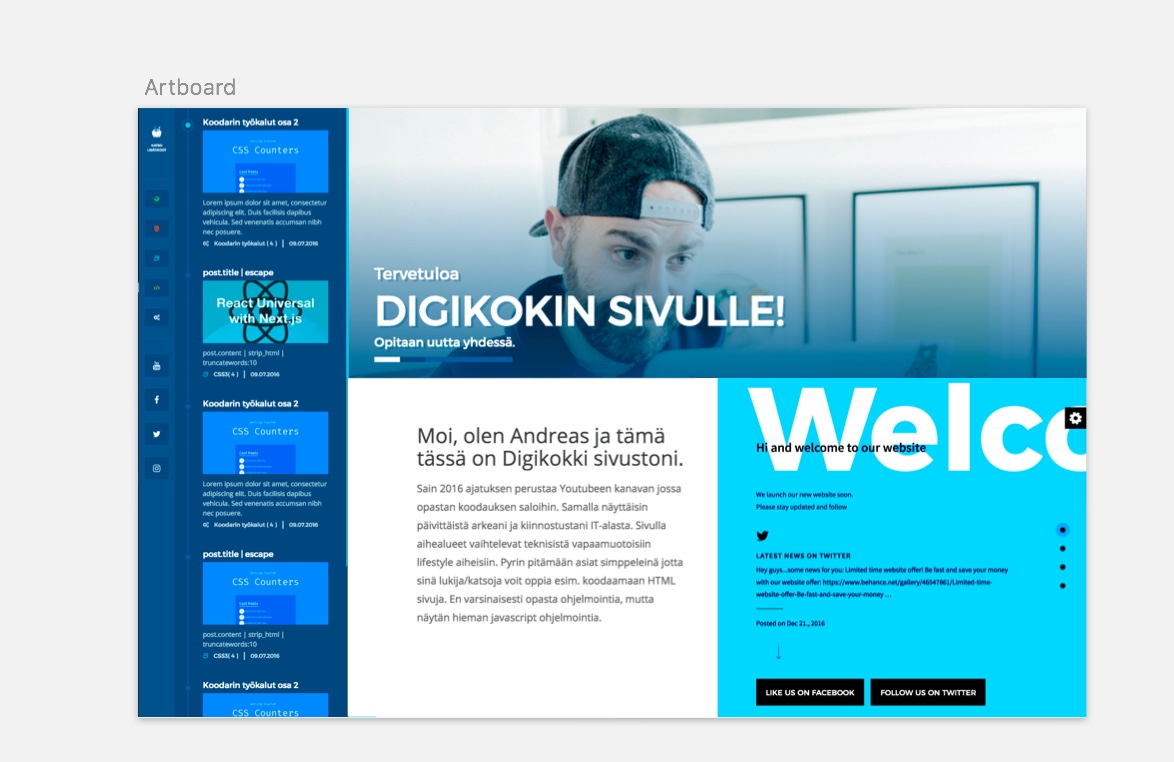 Artboard
Koodarin työkalut osa 2
CSS Counters
Last Posts
Lorem ipsum dolor sit amet, consectetur
adipiscing elit. Duis facilisis dapibus
vehicula. Sed venenatis accumsan nibh
nec posuere.
Koodarin työkalut ( 4 ) | 09.07.2016
post.title | escape
React Universal
with Next.js
post.content | strip_html |
truncatewords:10
CSS3( 4 ) | 09.07.2016
Koodarin työkalut osa 2
CSS Counters
Last Posts
Lorem ipsum dolor sit amet, consectetur
adipiscing elit. Duis facilisis dapibus
vehicula. Sed venenatis accumsan nibh
nec posuere.
Koodarin työkalut ( 4 ) | 09.07.2016
post.title | escape
CSS Counters
Last Posts
post.content | strip_html |
truncatewords:10
CSS3( 4 ) | 09.07.2016
Koodarin työkalut osa 2
CSS Counters
Tervetuloa
DIGIKOKIN SIVULLE!
Opitaan uutta yhdessä.
Moi, olen Andreas ja tämä
tässä on Digikokki sivustoni.
Sain 2016 ajatuksen perustaa Youtubeen kanavan jossa
opastan koodauksen saloihin. Samalla näyttäisin
päivittäistä arkeani ja kiinnostustani IT-alasta. Sivulla
aihealueet vaihtelevat teknisistä vapaamuotoisiin
lifestyle aiheisiin. Pyrin pitämään asiat simppeleinä jotta
sinä lukija/katsoja voit oppia esim. koodaamaan HTML
sivuja. En varsinaisesti opasta ohjelmointia, mutta
näytän hieman javascript ohjelmointia.
Welco
Hi and welcome to our website
We launch our new website soon.
Please stay updated and follow
LATEST NEWS ON TWITTER
Hey guys...some news for you: Limited time website offer! Be fast and save your money
with our website offer: https://www.behance.net/gallery/46547861/Limited-time-
website-offer-Be-fast-and-save-your-money ...
Posted on Dec 21., 2016
LIKE US ON FACEBOOK
FOLLOW US ON TWITTER